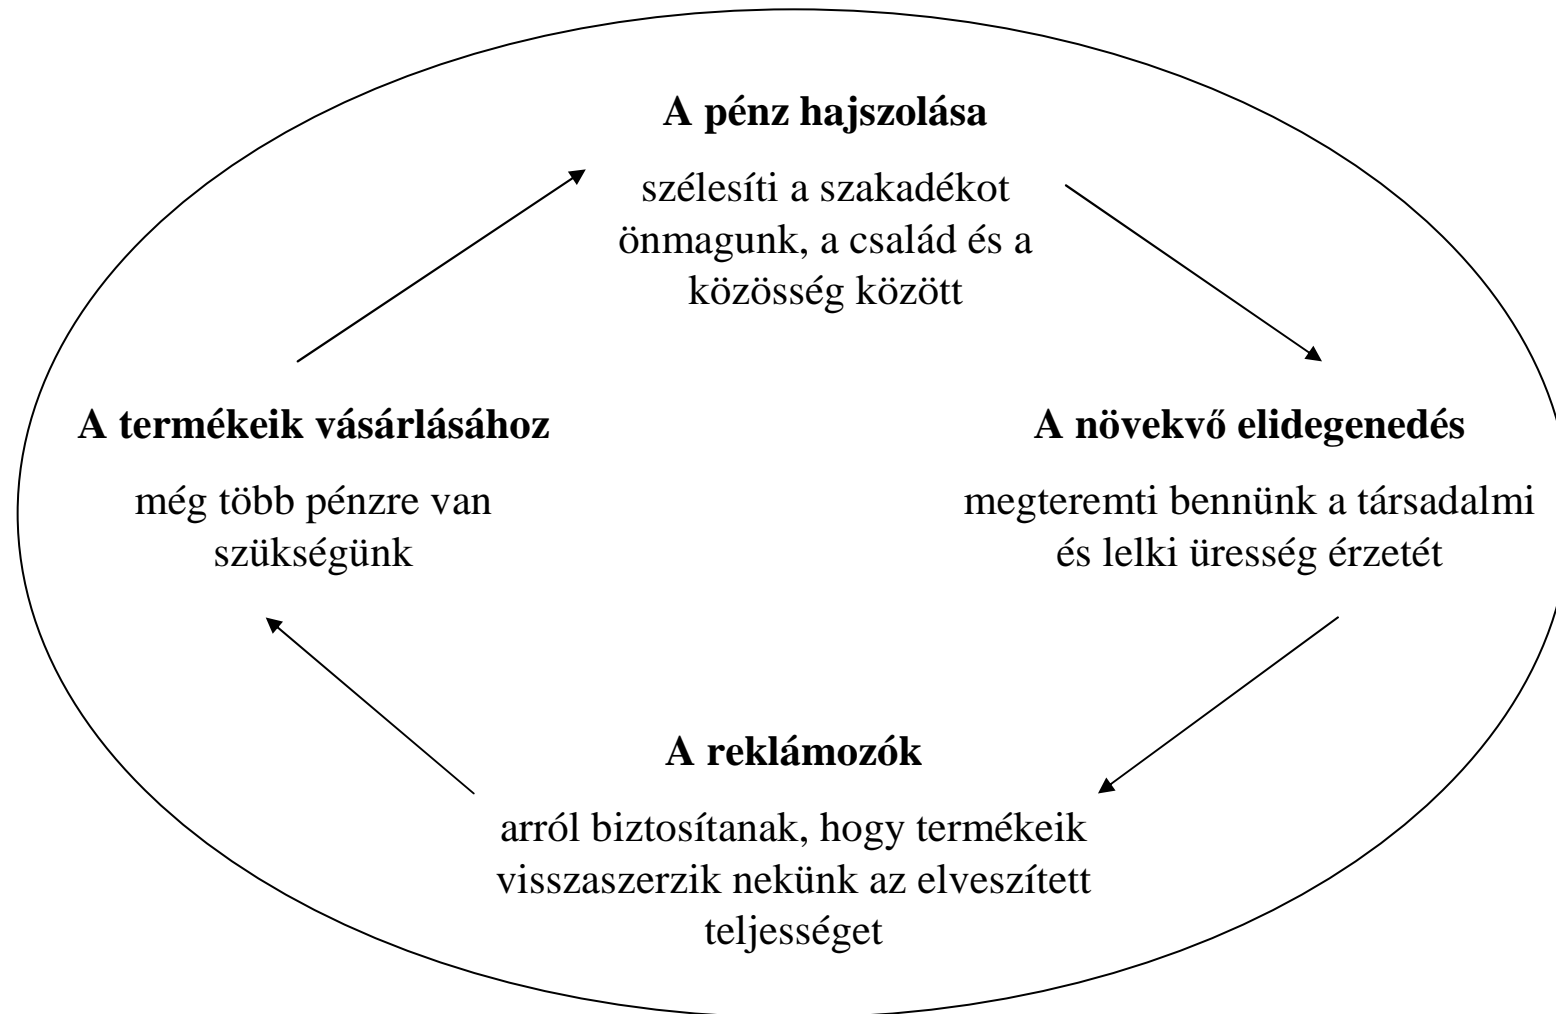 A pénz hajszolása
szélesíti a szakadékot
önmagunk, a család és a
közösség között
A növekvő elidegenedés
megteremti bennünk a társadalmi
és lelki üresség érzetét
A reklámozók
arról biztosítanak, hogy termékeik
visszaszerzik nekünk az elveszített
teljességet
A termékeik vásárlásához
még több pénzre van
szükségünk